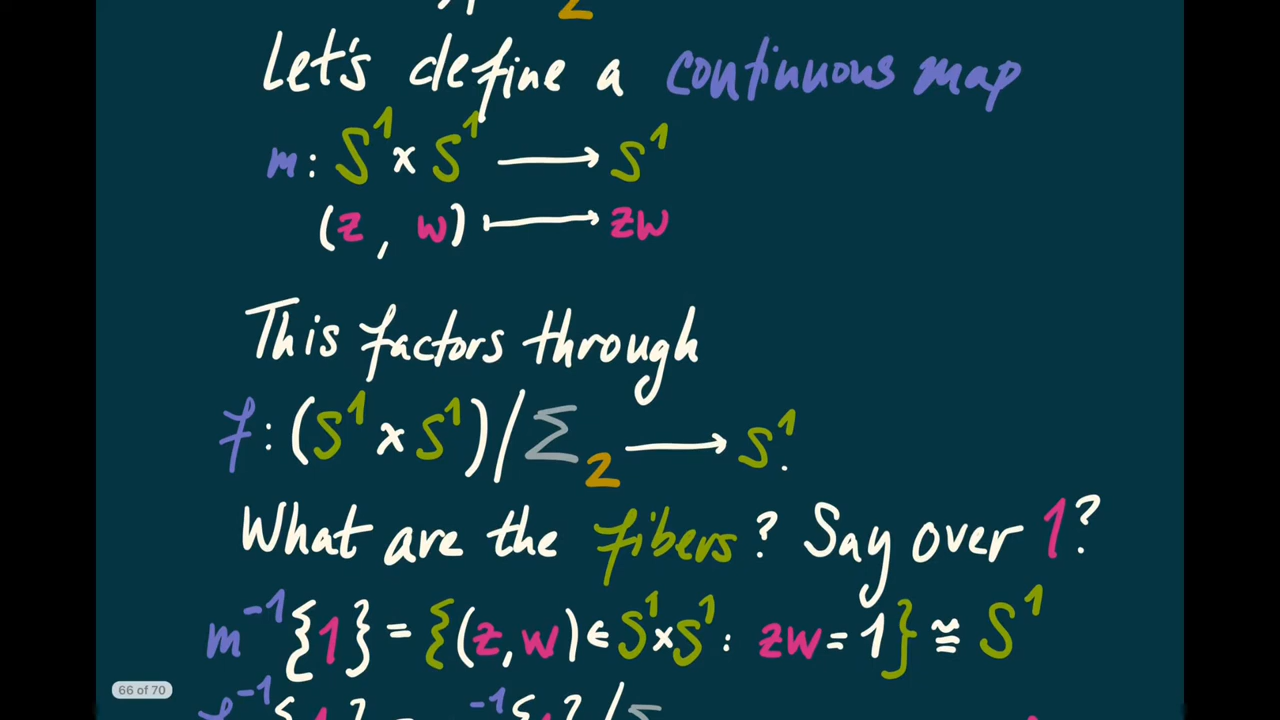 2
Let's define a continuous map
m: S¹ × S¹ ⟶ S¹
(z, w) ⟼ zw
This factors through
f: (S¹ × S¹)/Σ₂ ⟶ S¹.
What are the fibers? Say over 1?
m⁻¹{1} = {(z,w) ∈ S¹×S¹ : zw = 1} ≅ S¹
66 of 70